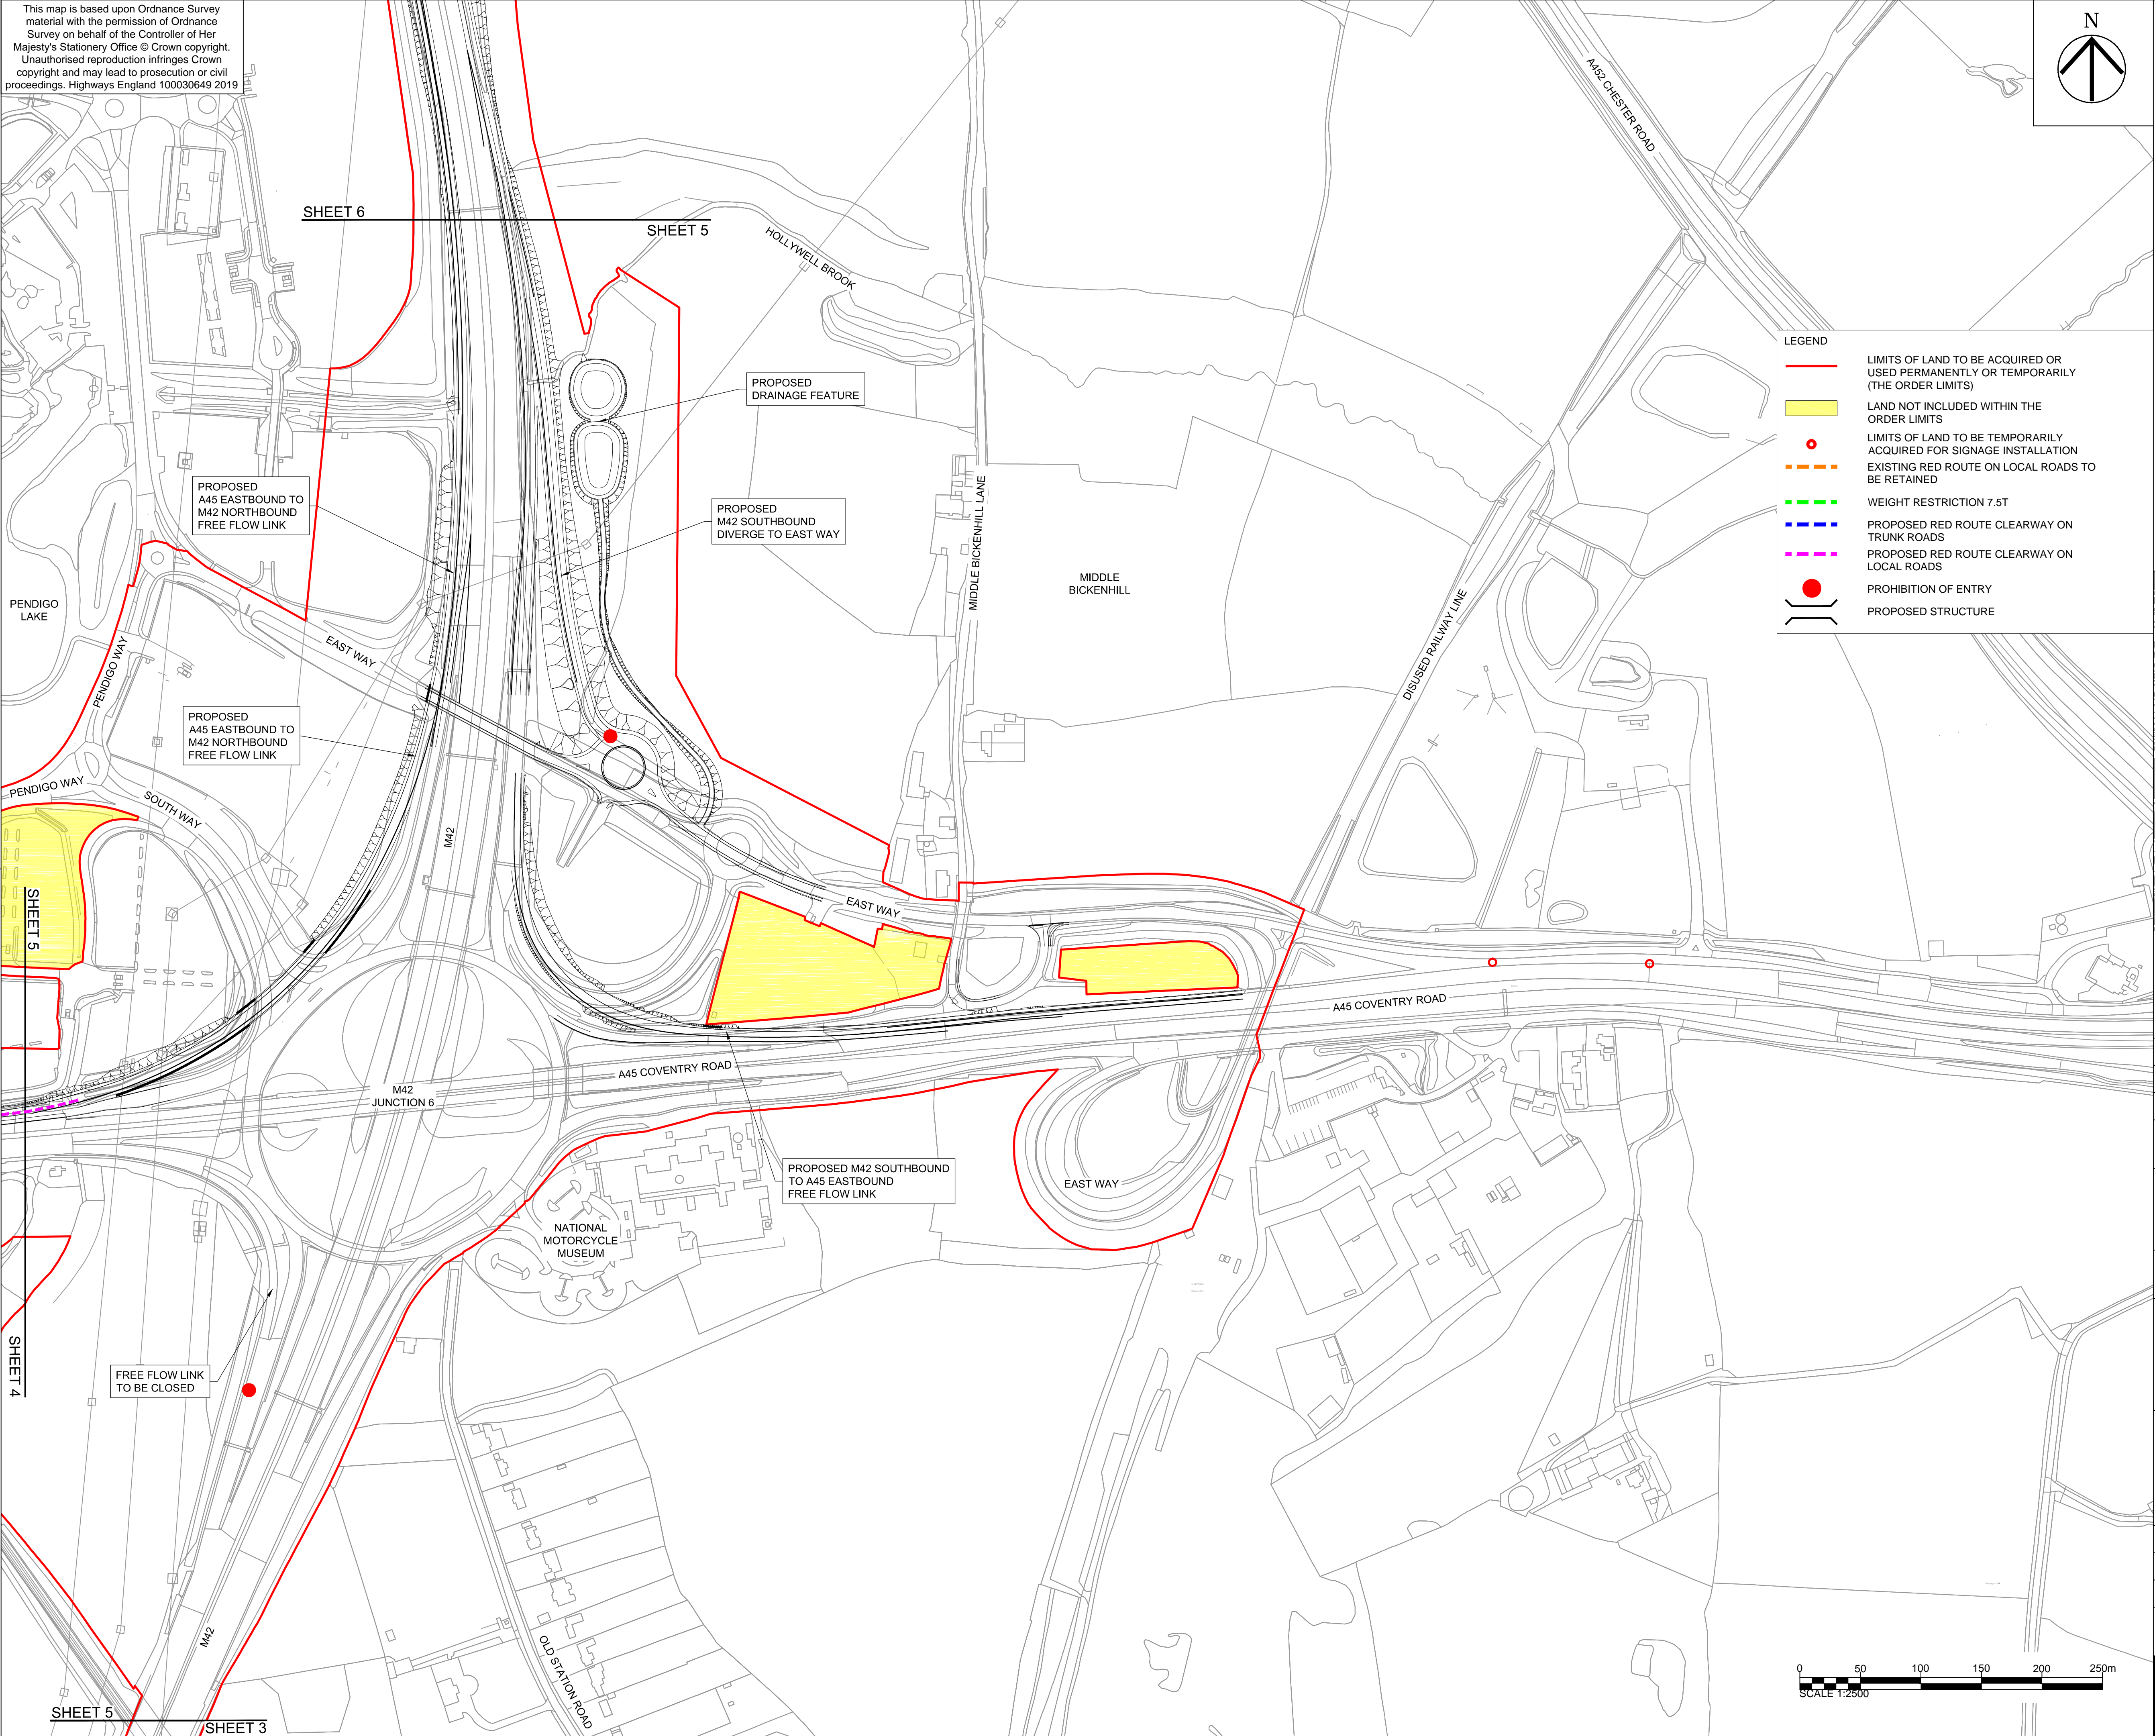 This map is based upon Ordnance Survey
material with the permission of Ordnance
Survey on behalf of the Controller of Her
Majesty's Stationery Office © Crown copyright.
Unauthorised reproduction infringes Crown
copyright and may lead to prosecution or civil
proceedings. Highways England 100030649 2019
N
A452 CHESTER ROAD
SHEET 6
SHEET 5
HOLLYWELL BROOK
LEGEND
LIMITS OF LAND TO BE ACQUIRED OR
USED PERMANENTLY OR TEMPORARILY
(THE ORDER LIMITS)
LAND NOT INCLUDED WITHIN THE
ORDER LIMITS
LIMITS OF LAND TO BE TEMPORARILY
ACQUIRED FOR SIGNAGE INSTALLATION
EXISTING RED ROUTE ON LOCAL ROADS TO
BE RETAINED
WEIGHT RESTRICTION 7.5T
PROPOSED RED ROUTE CLEARWAY ON
TRUNK ROADS
PROPOSED RED ROUTE CLEARWAY ON
LOCAL ROADS
PROHIBITION OF ENTRY
PROPOSED STRUCTURE
PROPOSED
DRAINAGE FEATURE
PROPOSED
A45 EASTBOUND TO
M42 NORTHBOUND
FREE FLOW LINK
PROPOSED
M42 SOUTHBOUND
DIVERGE TO EAST WAY
MIDDLE BICKENHILL LANE
MIDDLE
BICKENHILL
DISUSED RAILWAY LINE
PENDIGO
LAKE
PENDIGO WAY
EAST WAY
PROPOSED
A45 EASTBOUND TO
M42 NORTHBOUND
FREE FLOW LINK
PENDIGO WAY
SOUTH WAY
M42
SHEET 5
EAST WAY
A45 COVENTRY ROAD
A45 COVENTRY ROAD
M42
JUNCTION 6
PROPOSED M42 SOUTHBOUND
TO A45 EASTBOUND
FREE FLOW LINK
EAST WAY
NATIONAL
MOTORCYCLE
MUSEUM
SHEET 4
FREE FLOW LINK
TO BE CLOSED
M42
OLD STATION ROAD
SHEET 5
SHEET 3
0 50 100 150 200 250m
SCALE 1:2500